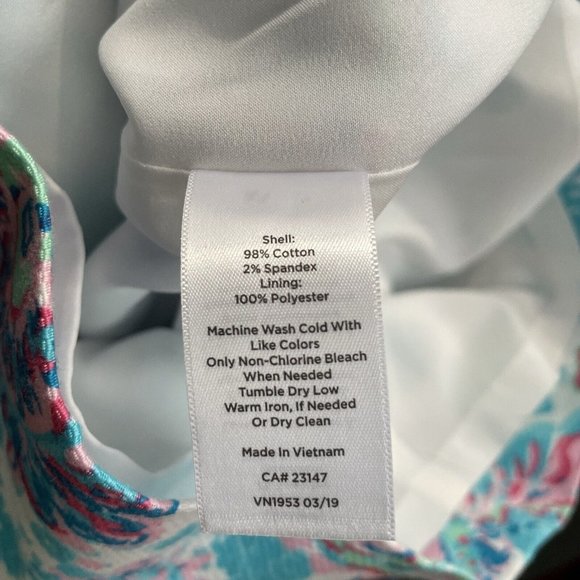 Shell:
98% Cotton
2% Spandex
Lining:
100% Polyester
Machine Wash Cold With
Like Colors
Only Non-Chlorine Bleach
When Needed
Tumble Dry Low
Warm Iron, If Needed
Or Dry Clean
Made In Vietnam
CA# 23147
VN1953 03/19